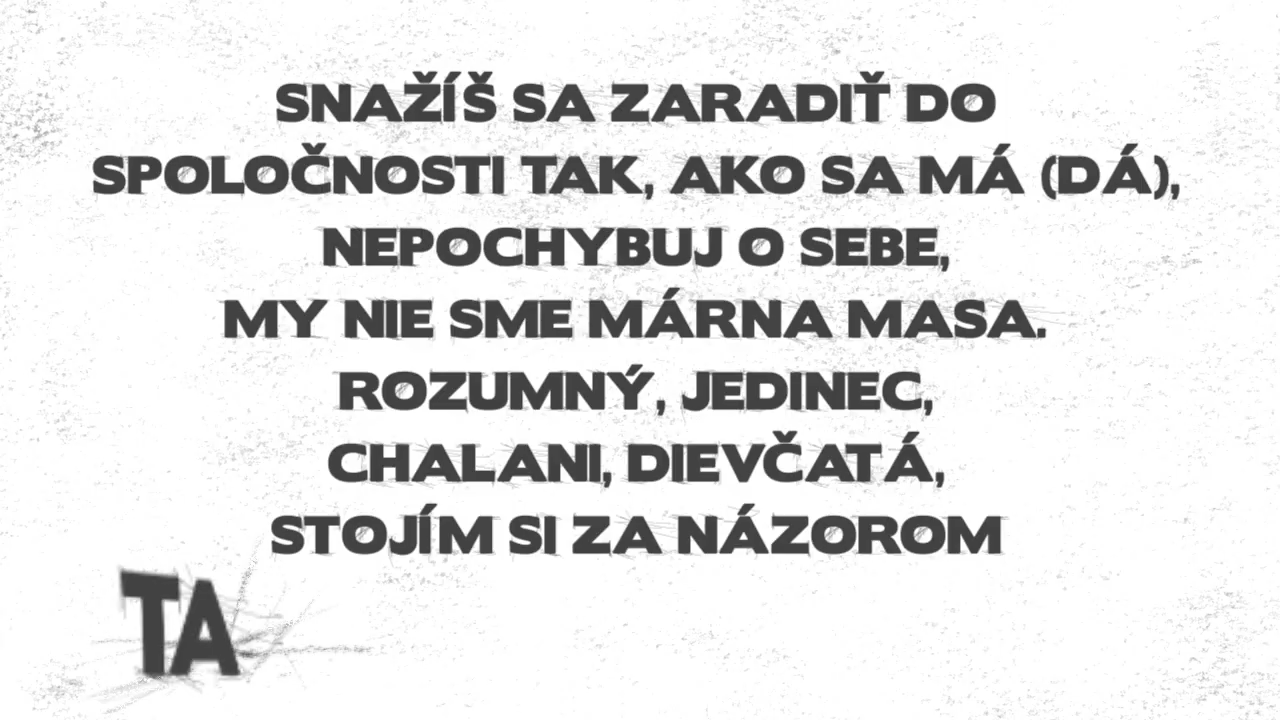 SNAŽÍŠ SA ZARADIŤ DO
SPOLOČNOSTI TAK, AKO SA MÁ (DÁ),
NEPOCHYBUJ O SEBE,
MY NIE SME MÁRNA MASA.
ROZUMNÝ, JEDINEC,
CHALANI, DIEVČATÁ,
STOJÍM SI ZA NÁZOROM
TA